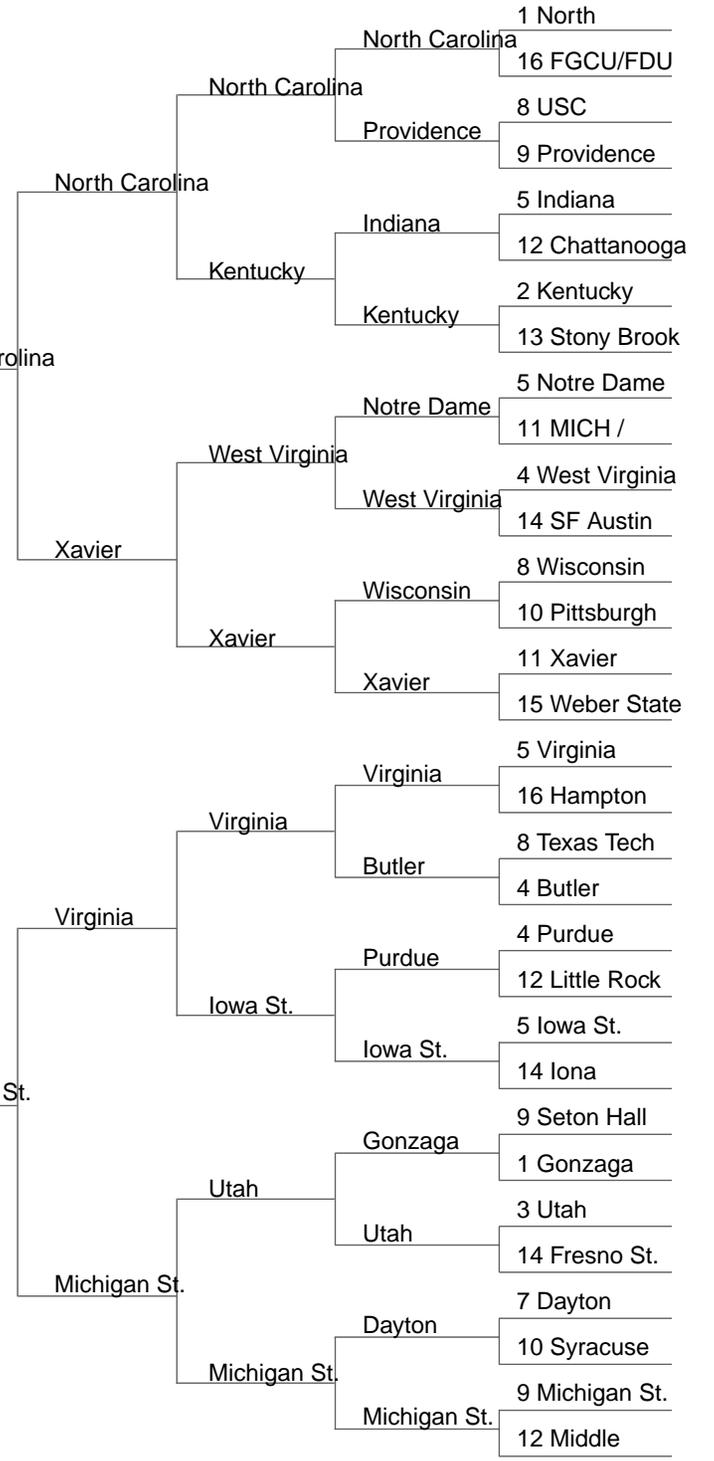 1 North
North Carolina
16 FGCU/FDU
North Carolina
8 USC
Providence
9 Providence
North Carolina
5 Indiana
Indiana
12 Chattanooga
Kentucky
2 Kentucky
Kentucky
13 Stony Brook
rolina
5 Notre Dame
Notre Dame
11 MICH /
West Virginia
4 West Virginia
West Virginia
14 SF Austin
Xavier
8 Wisconsin
Wisconsin
10 Pittsburgh
Xavier
11 Xavier
Xavier
15 Weber State
5 Virginia
Virginia
16 Hampton
Virginia
8 Texas Tech
Butler
4 Butler
Virginia
4 Purdue
Purdue
12 Little Rock
Iowa St.
5 Iowa St.
Iowa St.
14 Iona
St.
9 Seton Hall
Gonzaga
1 Gonzaga
Utah
3 Utah
Utah
14 Fresno St.
Michigan St.
7 Dayton
Dayton
10 Syracuse
Michigan St.
9 Michigan St.
Michigan St.
12 Middle